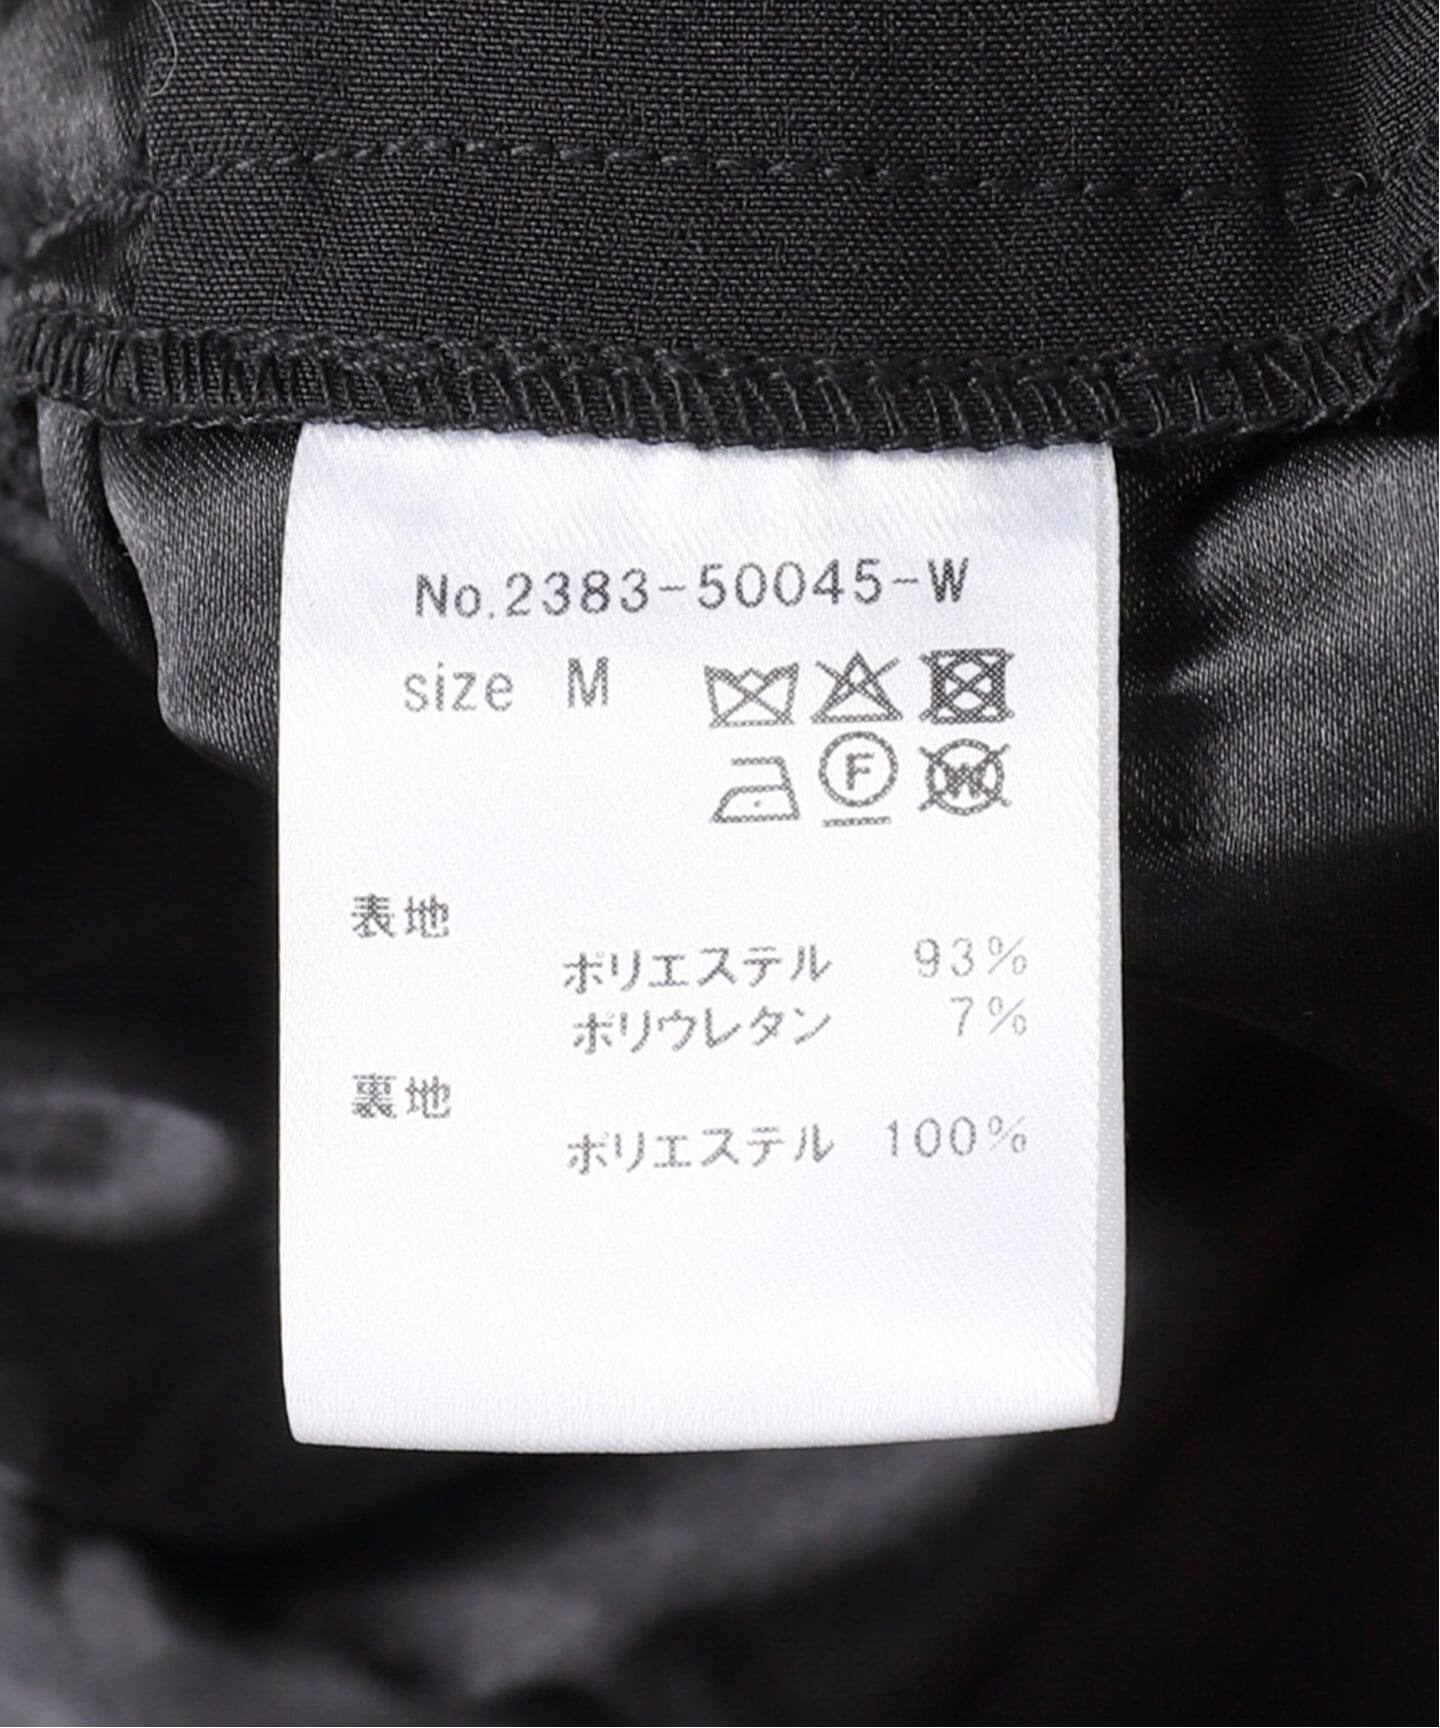 No.2383-50045-W
size M
F W
表地
ポリエステル 93%
ポリウレタン 7%
裏地
ポリエステル 100%